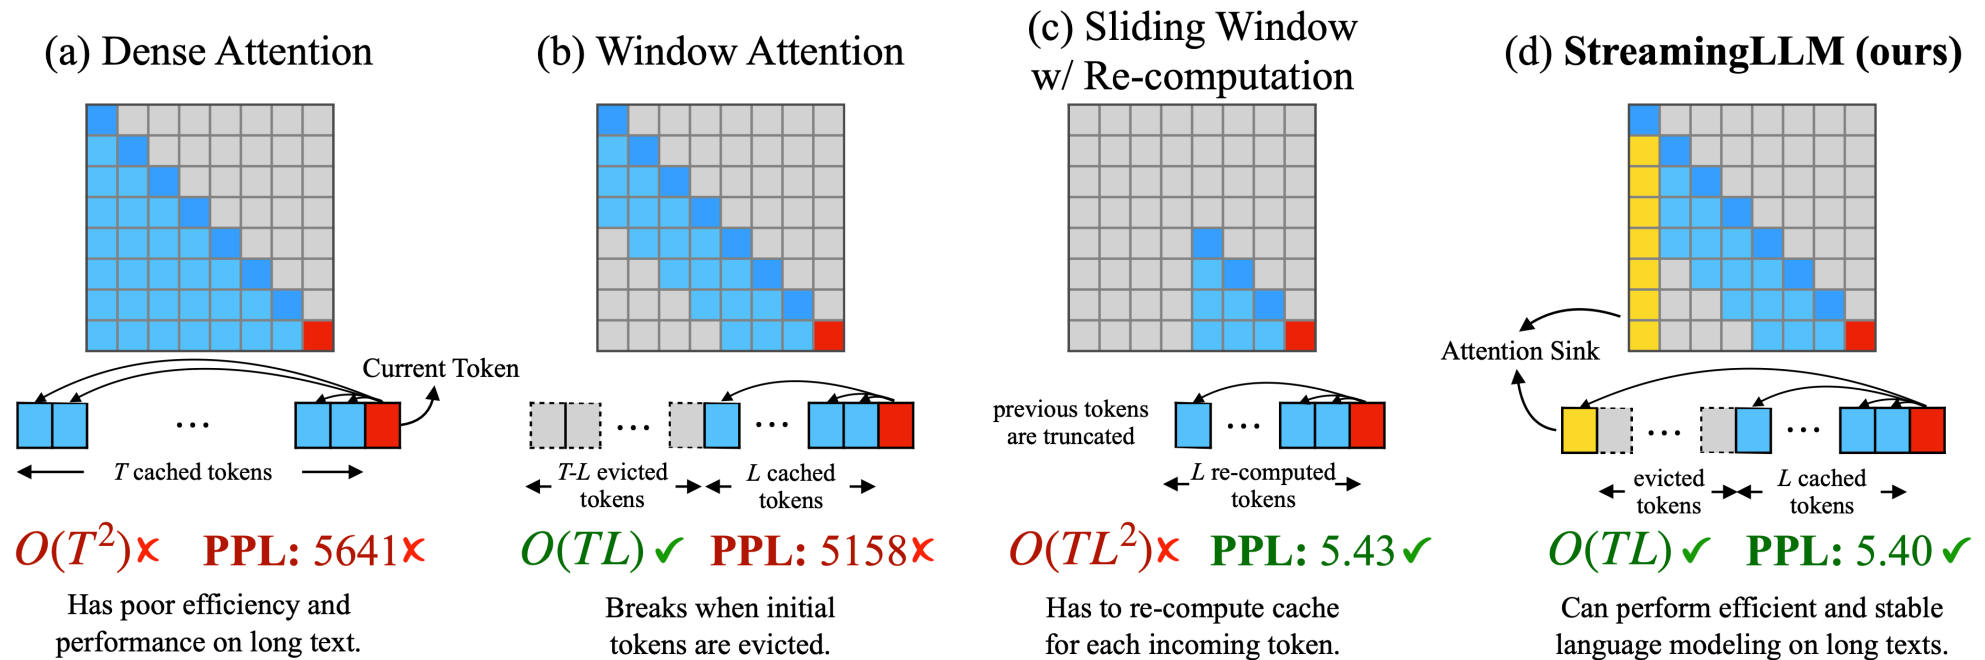 (a) Dense Attention
Current Token
...
T cached tokens
O(T²)✗ PPL: 5641✗
Has poor efficiency and
performance on long text.
(b) Window Attention
... ...
T-L evicted
tokens
L cached
tokens
O(TL)✓ PPL: 5158✗
Breaks when initial
tokens are evicted.
(c) Sliding Window
w/ Re-computation
previous tokens
are truncated
...
L re-computed
tokens
O(TL²)✗ PPL: 5.43✓
Has to re-compute cache
for each incoming token.
(d) StreamingLLM (ours)
Attention Sink
... ...
evicted
tokens
L cached
tokens
O(TL)✓ PPL: 5.40✓
Can perform efficient and stable
language modeling on long texts.